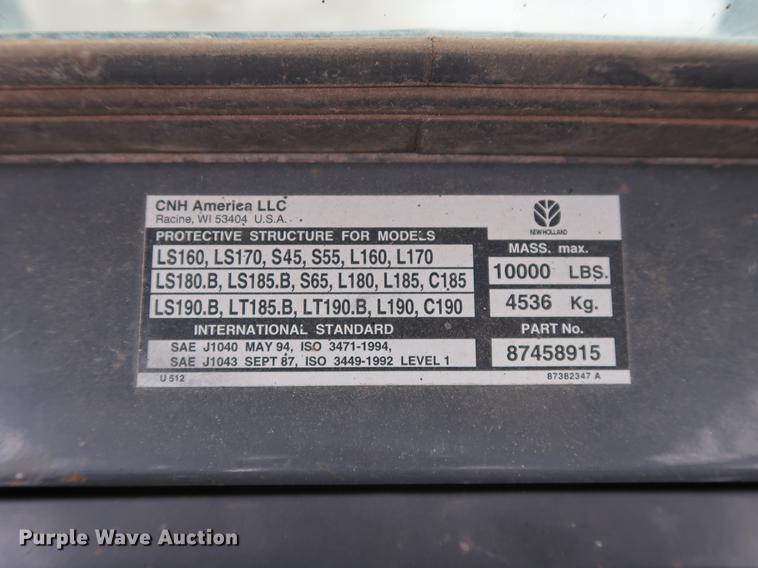 CNH America LLC
Racine, WI 53404 U.S.A.
NEW HOLLAND
PROTECTIVE STRUCTURE FOR MODELS
LS160, LS170, S45, S55, L160, L170
LS180.B, LS185.B, S65, L180, L185, C185
LS190.B, LT185.B, LT190.B, L190, C190
MASS. max.
10000 LBS.
4536 Kg.
INTERNATIONAL STANDARD
SAE J1040 MAY 94, ISO 3471-1994,
SAE J1043 SEPT 87, ISO 3449-1992 LEVEL 1
PART No.
87458915
U 512
87382347 A
Purple Wave Auction